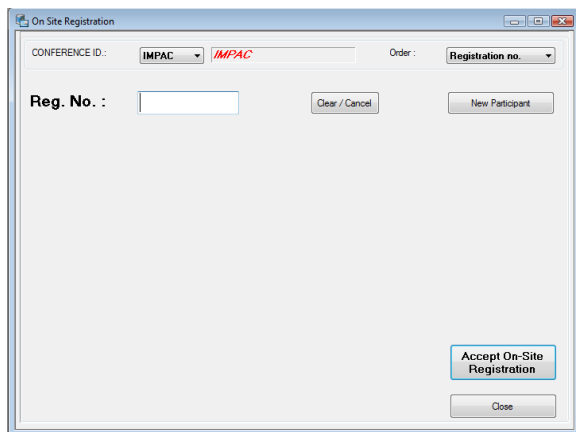 On Site Registration
CONFERENCE ID.: IMPAC IMPAC Order : Registration no.
Reg. No. : Clear / Cancel New Participant
Accept On-Site
Registration
Close